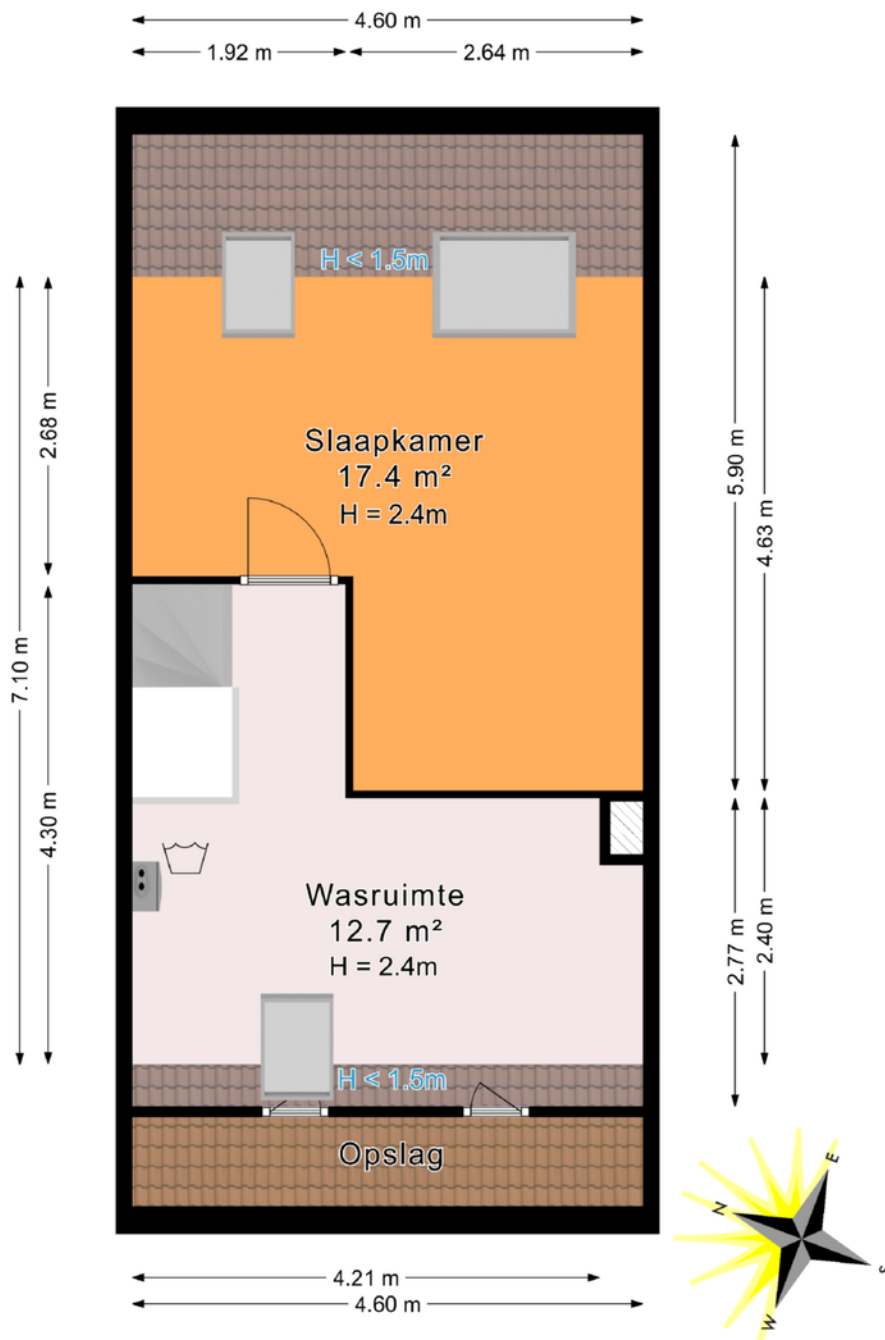 4.60 m
1.92 m
2.64 m
H < 1.5m
2.68 m
5.90 m
4.63 m
Slaapkamer
17.4 m²
H = 2.4m
7.10 m
4.30 m
Wasruimte
12.7 m²
H = 2.4m
2.77 m
2.40 m
H < 1.5m
Opslag
E
N
S
W
4.21 m
4.60 m